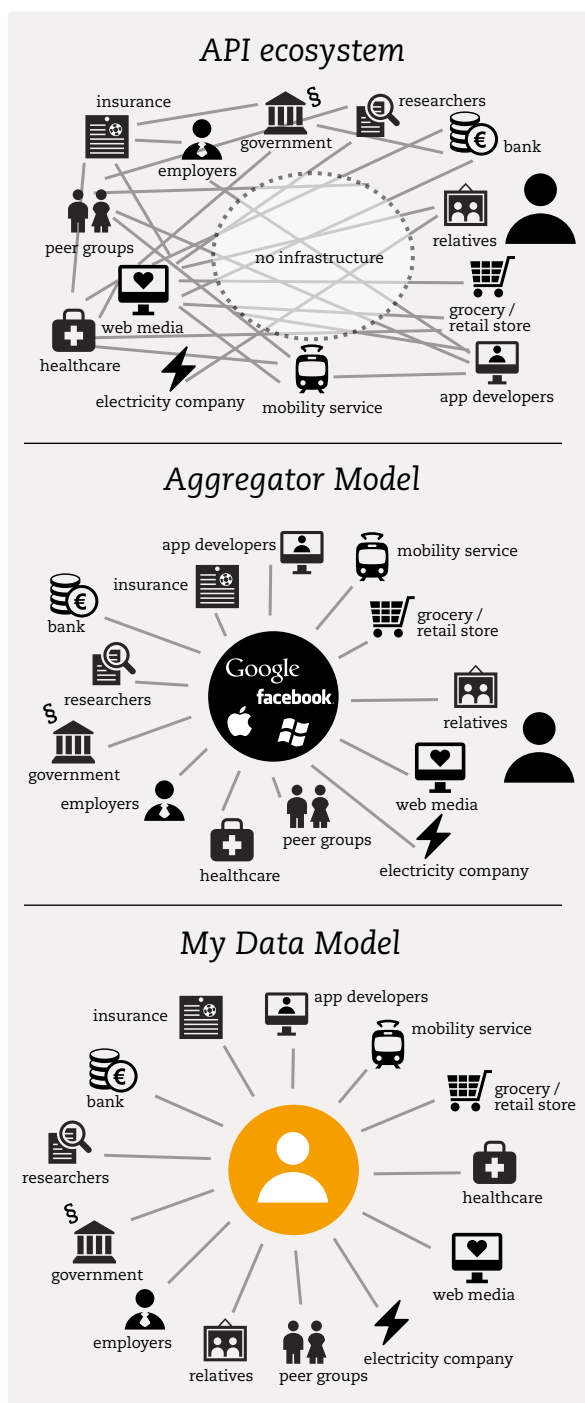 API ecosystem
insurance
§
researchers
government
bank
employers
relatives
peer groups
no infrastructure
€
web media
grocery /
retail store
healthcare
electricity company
mobility service
app developers
Aggregator Model
app developers
mobility service
insurance
€
bank
grocery /
retail store
Google
facebook
researchers
§
relatives
government
employers
web media
peer groups
healthcare
electricity company
My Data Model
app developers
insurance
mobility service
€
bank
grocery /
retail store
researchers
healthcare
§
government
web media
employers
electricity company
relatives
peer groups